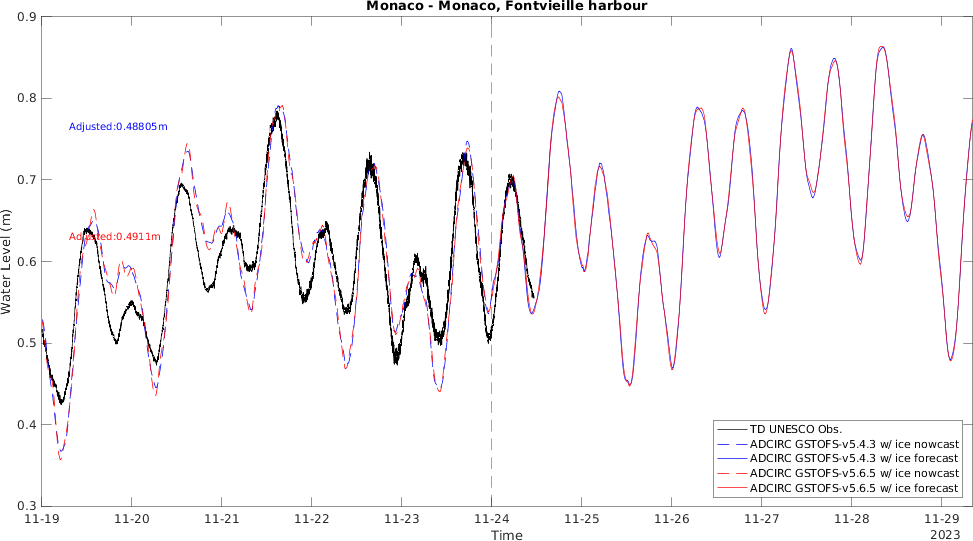 Monaco - Monaco, Fontvieille harbour
0.9
0.8
0.7
0.6
0.5
0.4
0.3
Water Level (m)
Adjusted:0.48805m
Adjusted:0.4911m
TD UNESCO Obs.
ADCIRC GSTOFS-v5.4.3 w/ ice nowcast
ADCIRC GSTOFS-v5.4.3 w/ ice forecast
ADCIRC GSTOFS-v5.6.5 w/ ice nowcast
ADCIRC GSTOFS-v5.6.5 w/ ice forecast
11-19 11-20 11-21 11-22 11-23 11-24 11-25 11-26 11-27 11-28 11-29
Time
2023